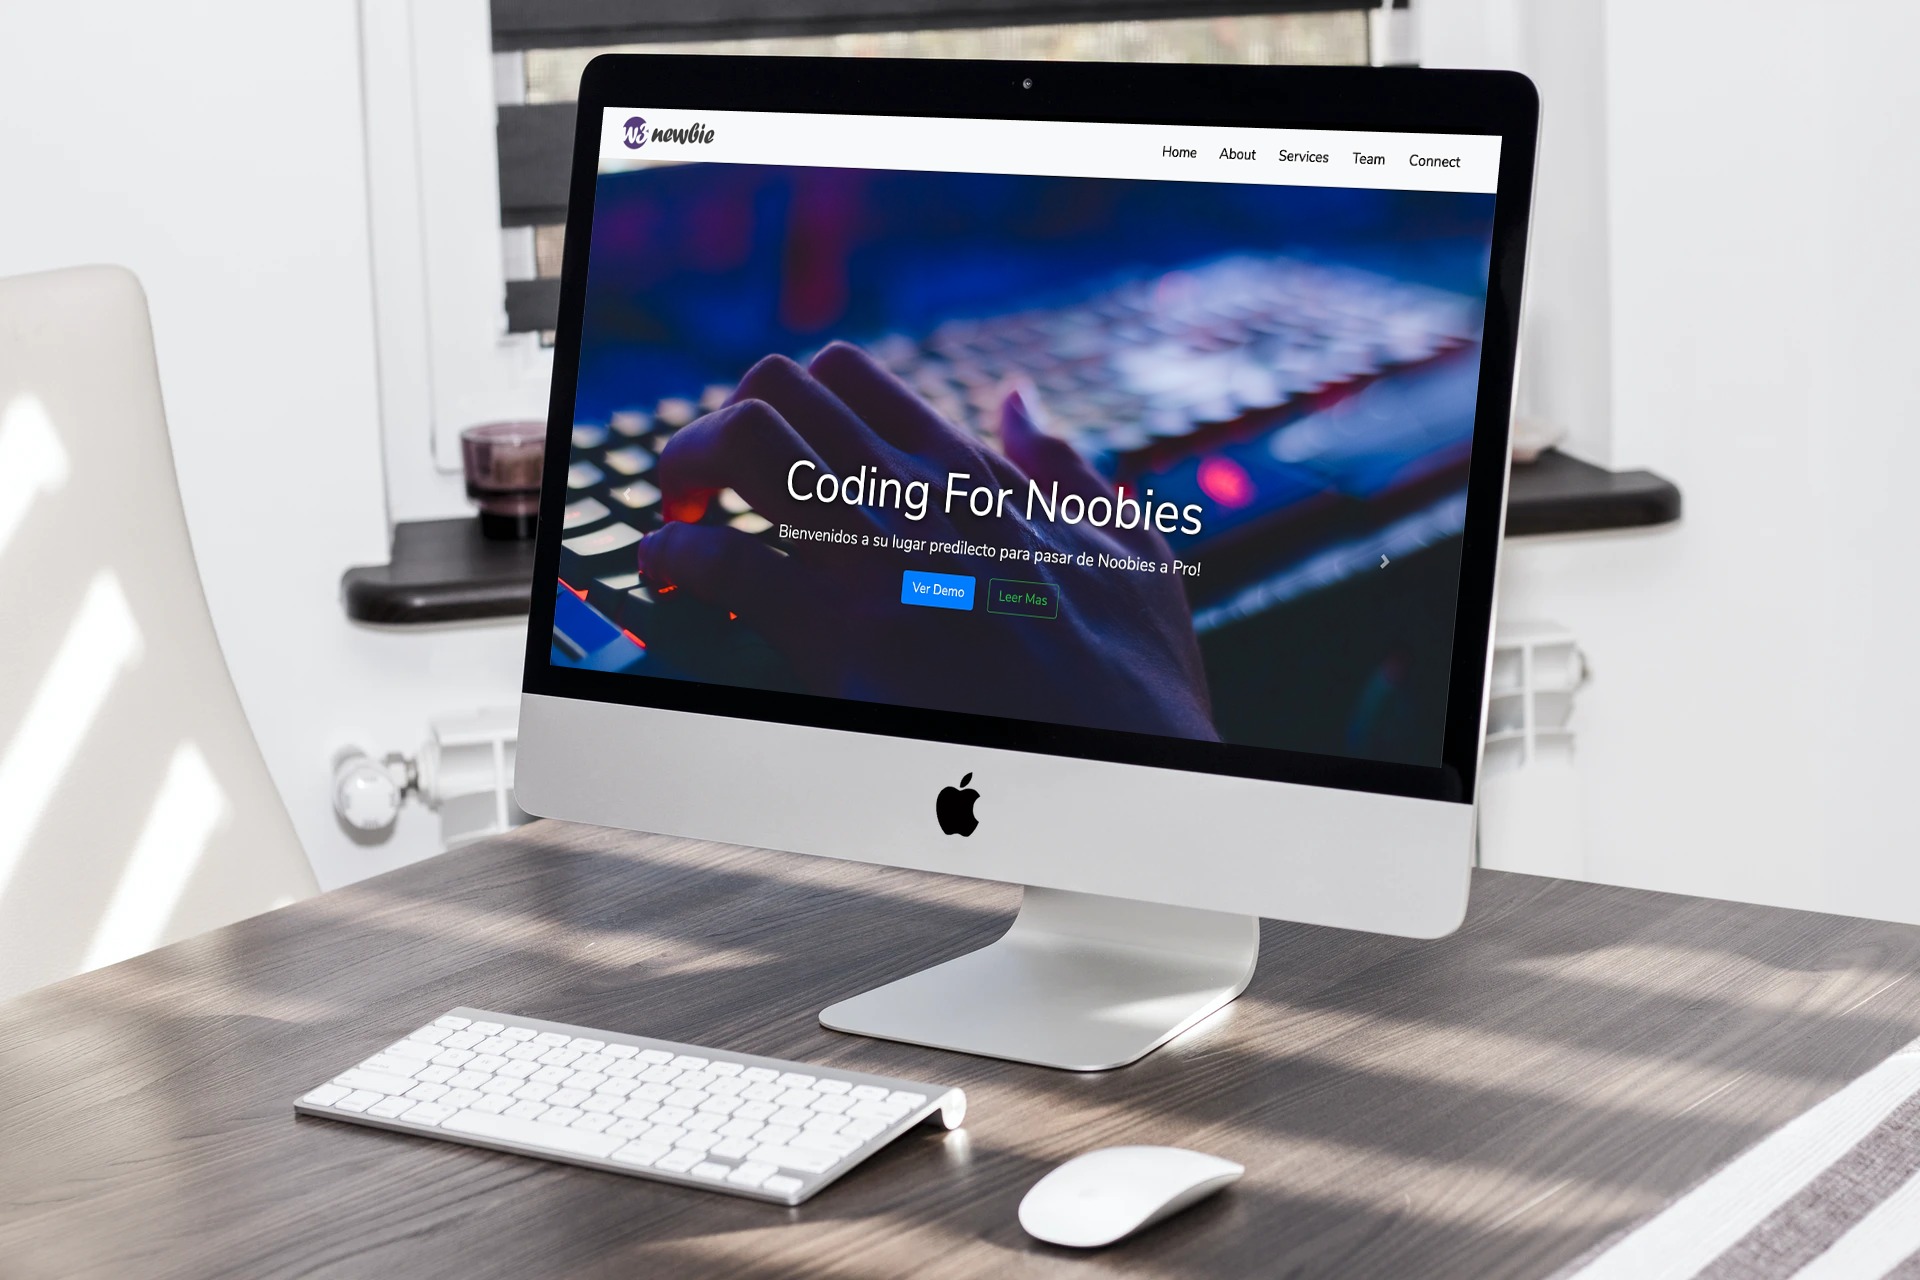 W3 newbie
Home About Services Team Connect
Coding For Noobies
Bienvenidos a su lugar predilecto para pasar de Noobies a Pro!
Ver Demo Leer Mas